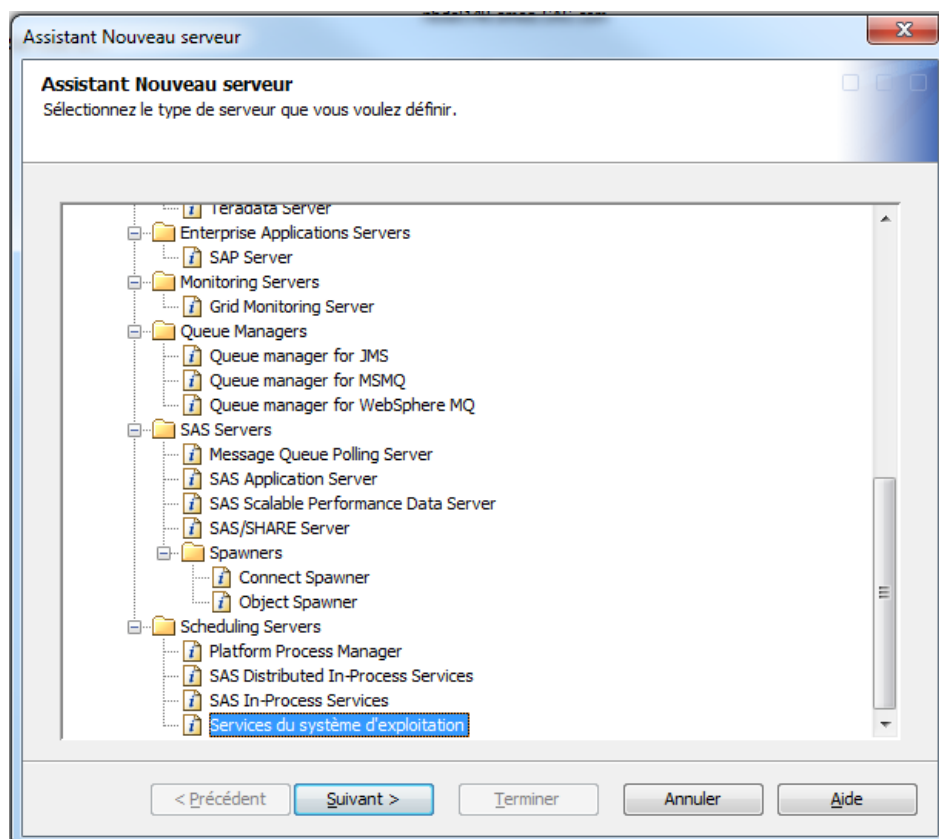 Assistant Nouveau serveur
Assistant Nouveau serveur
Sélectionnez le type de serveur que vous voulez définir.
Teradata Server
Enterprise Applications Servers
SAP Server
Monitoring Servers
Grid Monitoring Server
Queue Managers
Queue manager for JMS
Queue manager for MSMQ
Queue manager for WebSphere MQ
SAS Servers
Message Queue Polling Server
SAS Application Server
SAS Scalable Performance Data Server
SAS/SHARE Server
Spawners
Connect Spawner
Object Spawner
Scheduling Servers
Platform Process Manager
SAS Distributed In-Process Services
SAS In-Process Services
Services du système d'exploitation
< Précédent
Suivant >
Terminer
Annuler
Aide